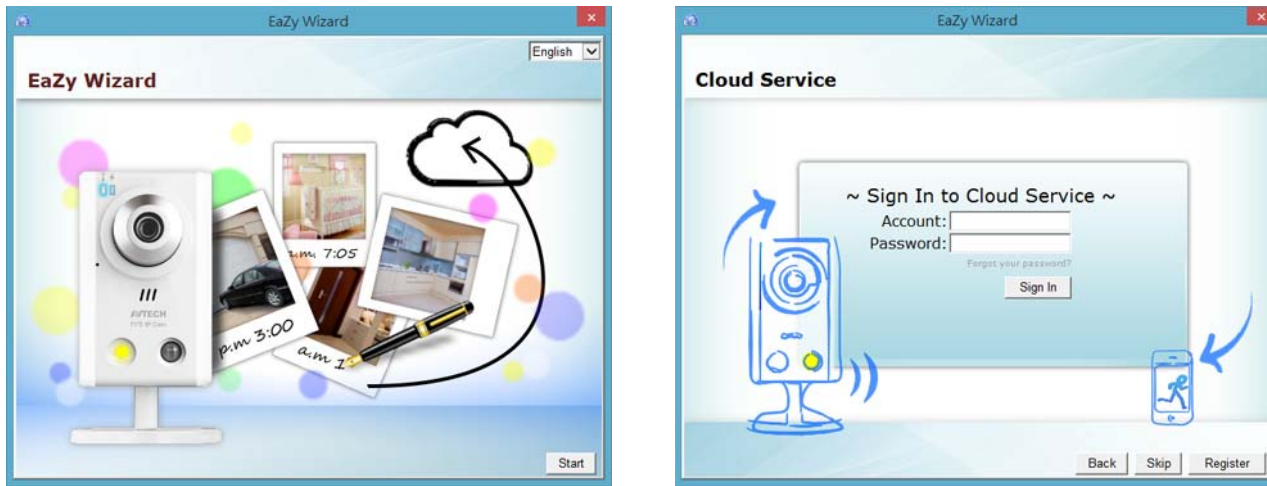 EaZy Wizard
English
EaZy Wizard
a.m. 7:05
p.m 3:00
a.m 1
AVTECH
Start
EaZy Wizard
Cloud Service
~ Sign In to Cloud Service ~
Account:
Password:
Forgot your password?
Sign In
Back Skip Register